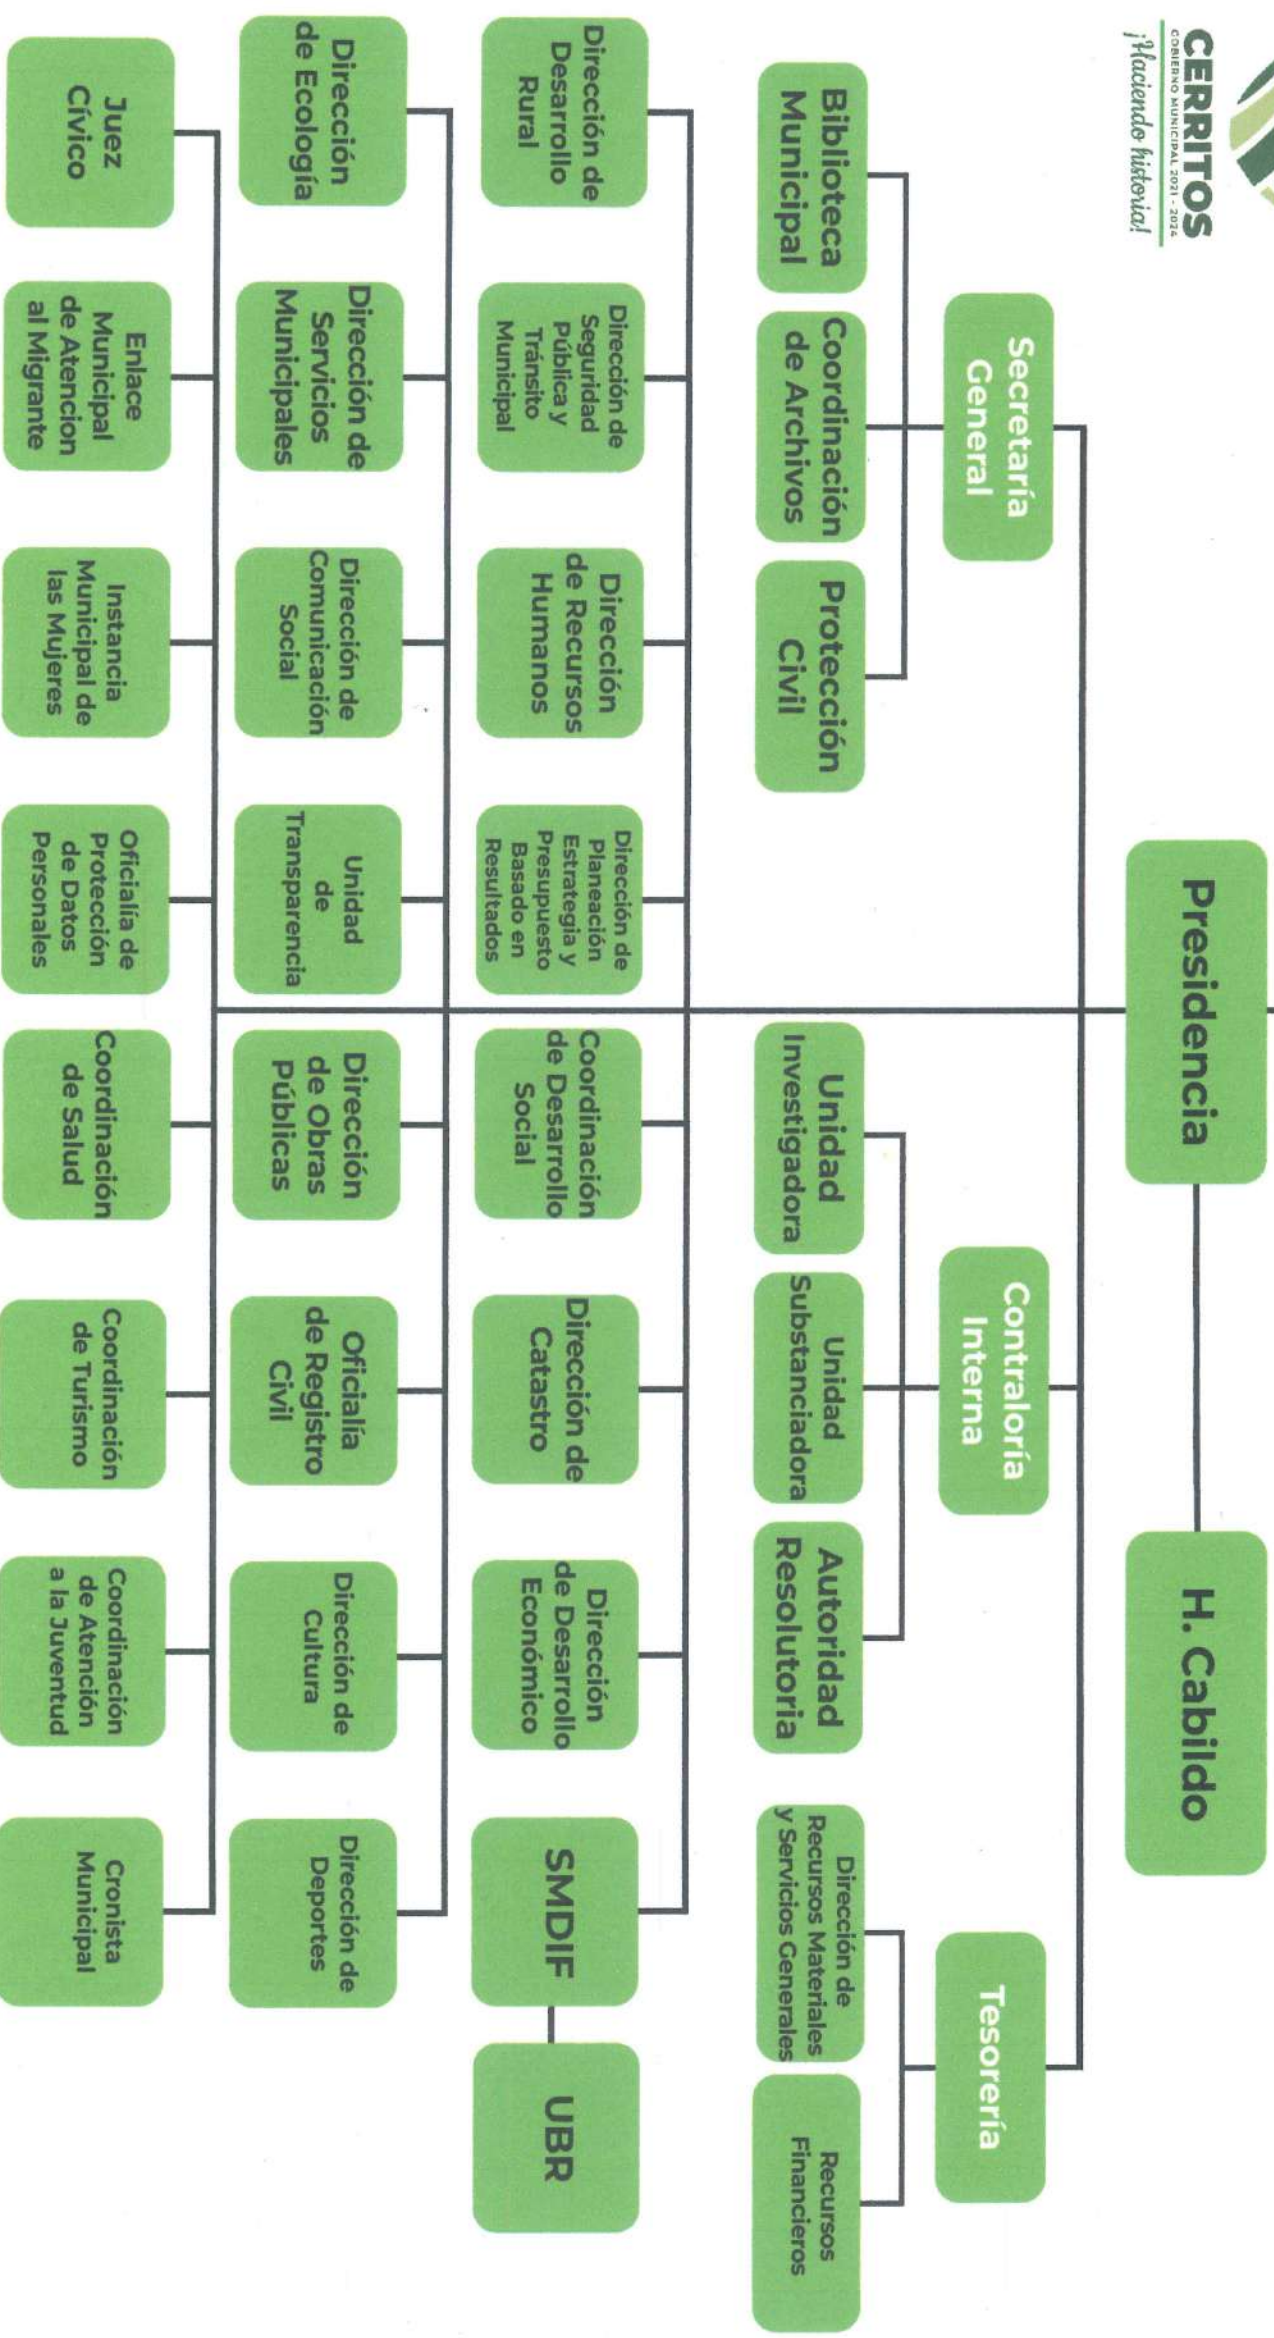 CERRITOS
GOBIERNO MUNICIPAL 2021 - 2024
¡Haciendo historia!
Presidencia
H. Cabildo
Secretaría
General
Contraloría
Interna
Tesorería
Biblioteca
Municipal
Coordinación
de Archivos
Protección
Civil
Unidad
Investigadora
Unidad
Substanciadora
Autoridad
Resolutoria
Dirección de
Recursos Materiales
y Servicios Generales
Recursos
Financieros
Dirección de
Desarrollo
Rural
Dirección de
Seguridad
Pública y
Tránsito
Municipal
Dirección
de Recursos
Humanos
Dirección de
Planeación
Estrategia y
Presupuesto
Basado en
Resultados
Coordinación
de Desarrollo
Social
Dirección de
Catastro
Dirección
de Desarrollo
Económico
SMDIF
UBR
Dirección
de Ecología
Dirección de
Servicios
Municipales
Dirección de
Comunicación
Social
Unidad
de
Transparencia
Dirección
de Obras
Públicas
Oficialía
de Registro
Civil
Dirección de
Cultura
Dirección de
Deportes
Juez
Cívico
Enlace
Municipal
de Atencion
al Migrante
Instancia
Municipal de
las Mujeres
Oficialía de
Protección
de Datos
Personales
Coordinación
de Salud
Coordinación
de Turismo
Coordinación
de Atención
a la Juventud
Cronista
Municipal